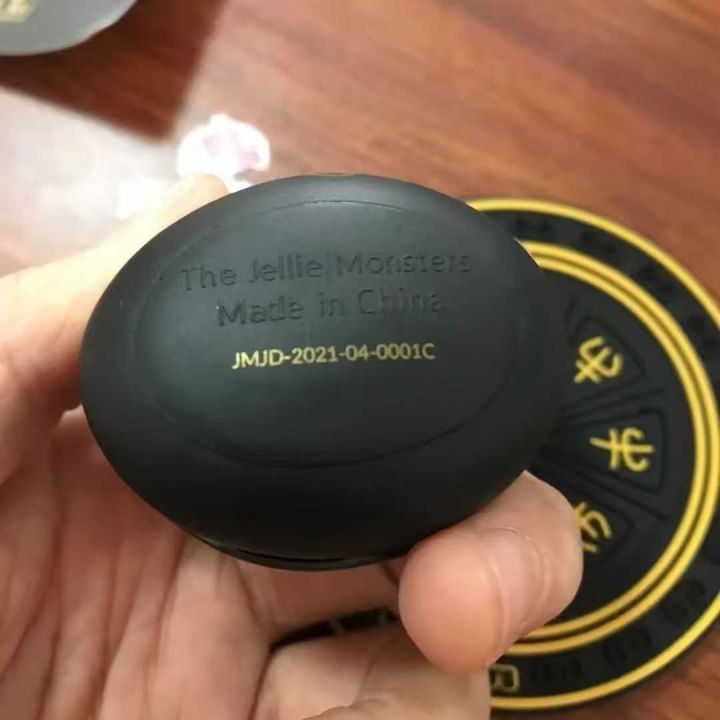 The Jellie Monsters
Made in China
JMJD-2021-04-0001C